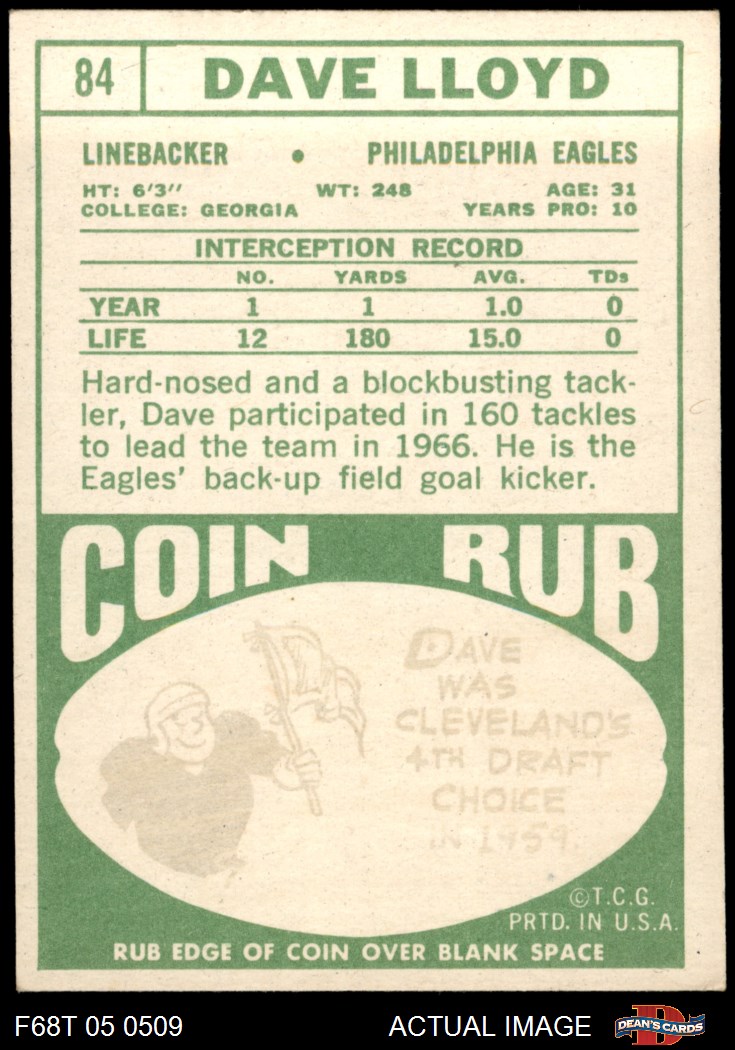 84 DAVE LLOYD
LINEBACKER • PHILADELPHIA EAGLES
HT: 6'3'' WT: 248 AGE: 31
COLLEGE: GEORGIA YEARS PRO: 10
INTERCEPTION RECORD
NO. YARDS AVG. TDs
YEAR 1 1 1.0 0
LIFE 12 180 15.0 0
Hard-nosed and a blockbusting tack-
ler, Dave participated in 160 tackles
to lead the team in 1966. He is the
Eagles' back-up field goal kicker.
COIN RUB
DAVE
WAS
CLEVELAND'S
4TH DRAFT
CHOICE
IN 1959.
©T.C.G.
PRTD. IN U.S.A.
RUB EDGE OF COIN OVER BLANK SPACE
F68T 05 0509 ACTUAL IMAGE D DEAN'S CARDS